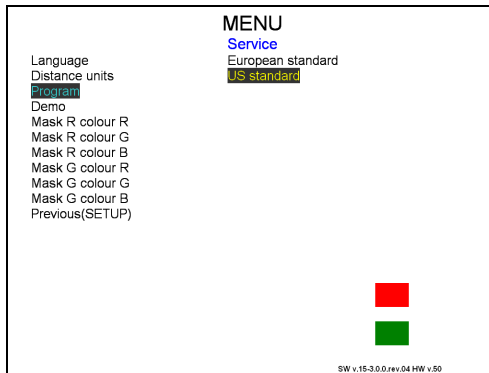 MENU
Service
Language
Distance units
Program
Demo
Mask R colour R
Mask R colour G
Mask R colour B
Mask G colour R
Mask G colour G
Mask G colour B
Previous(SETUP)
European standard
US standard
SW v.15-3.0.0.rev.04 HW v.50